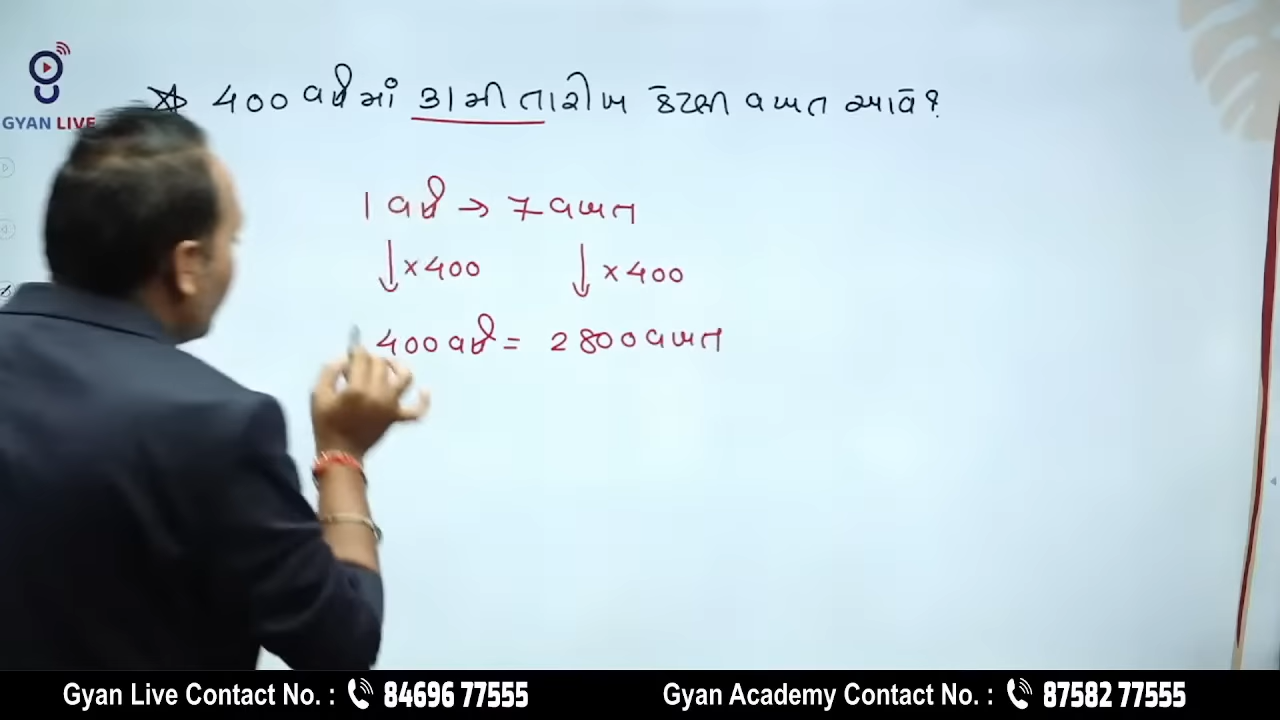 GYAN LIVE
400 વર્ષમાં 31મી તારીખ કેટલી વખત આવે?
1 વર્ષ → 7 વખત
↓ × 400 ↓ × 400
400 વર્ષ = 2800 વખત
Gyan Live Contact No. : 84696 77555 Gyan Academy Contact No. : 87582 77555